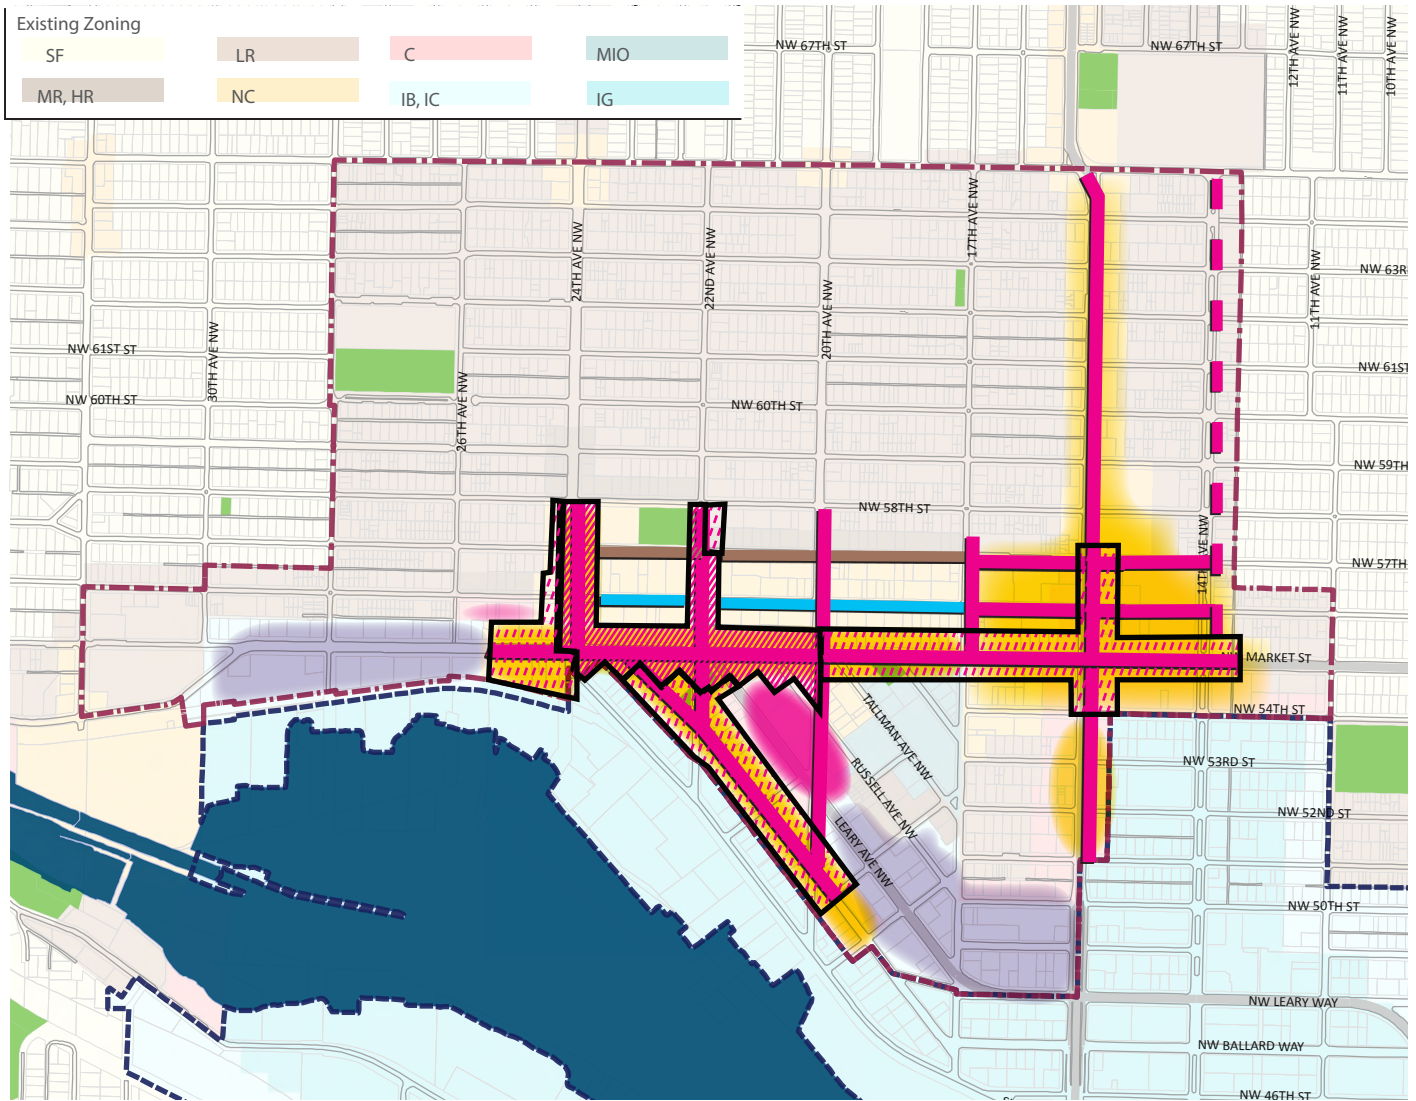 Existing Zoning
SF
LR
C
MIO
MR, HR
NC
IB, IC
IG
NW 67TH ST
NW 67TH ST
12TH AVE NW
11TH AVE NW
10TH AVE NW
17TH AVE NW
24TH AVE NW
22ND AVE NW
20TH AVE NW
11TH AVE NW
NW 63R
NW 61ST ST
30TH AVE NW
NW 61ST
NW 60TH ST
26TH AVE NW
NW 60TH ST
NW 59TH
NW 58TH ST
14TH AVE NW
NW 57TH
MARKET ST
NW 54TH ST
TALLMAN AVE NW
RUSSELL AVE NW
LEARY AVE NW
NW 53RD ST
NW 52ND ST
NW 50TH ST
NW LEARY WAY
NW BALLARD WAY
NW 46TH ST